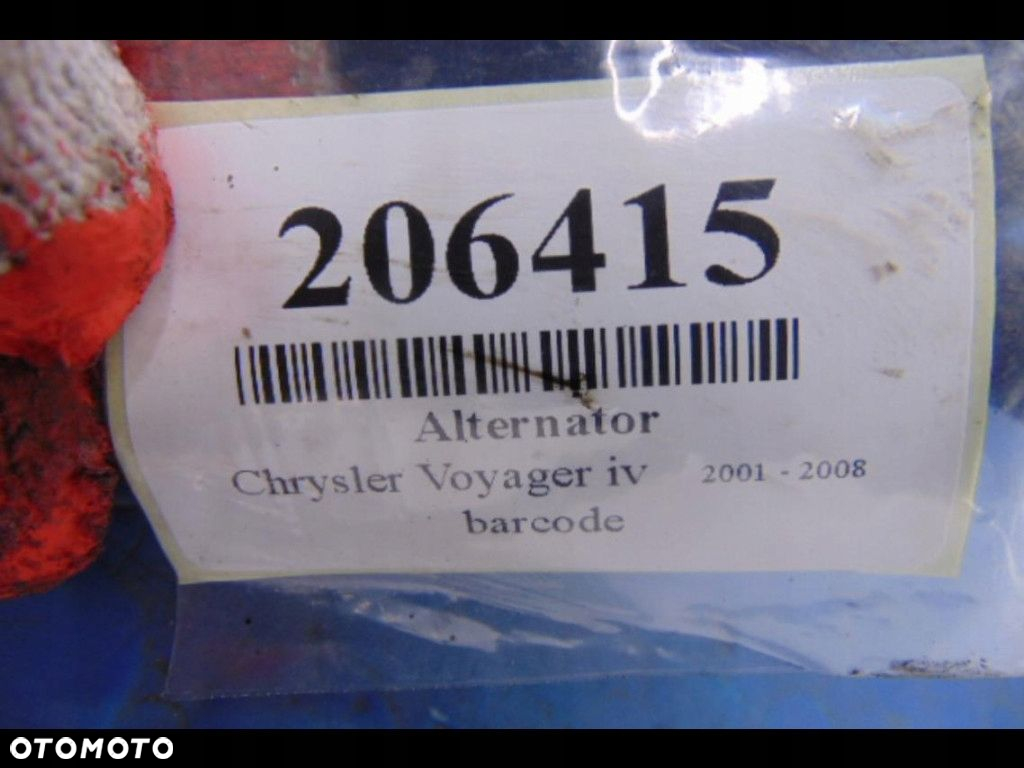 206415
Alternator
Chrysler Voyager iv 2001 - 2008
barcode
OTOMOTO